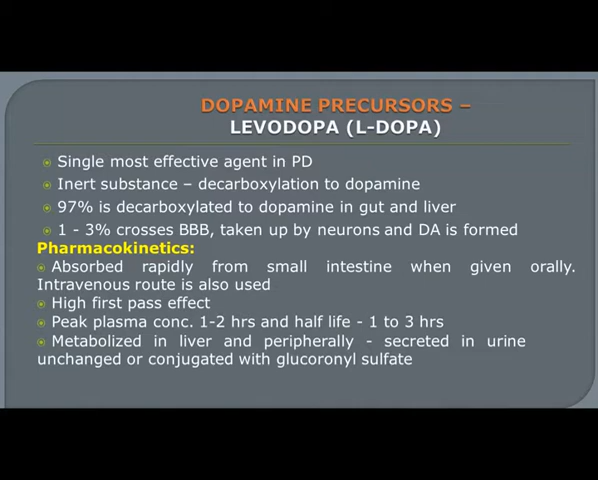 DOPAMINE PRECURSORS –
LEVODOPA (L-DOPA)
Single most effective agent in PD
Inert substance – decarboxylation to dopamine
97% is decarboxylated to dopamine in gut and liver
1 - 3% crosses BBB, taken up by neurons and DA is formed
Pharmacokinetics:
Absorbed rapidly from small intestine when given orally.
Intravenous route is also used
High first pass effect
Peak plasma conc. 1-2 hrs and half life - 1 to 3 hrs
Metabolized in liver and peripherally - secreted in urine
unchanged or conjugated with glucoronyl sulfate